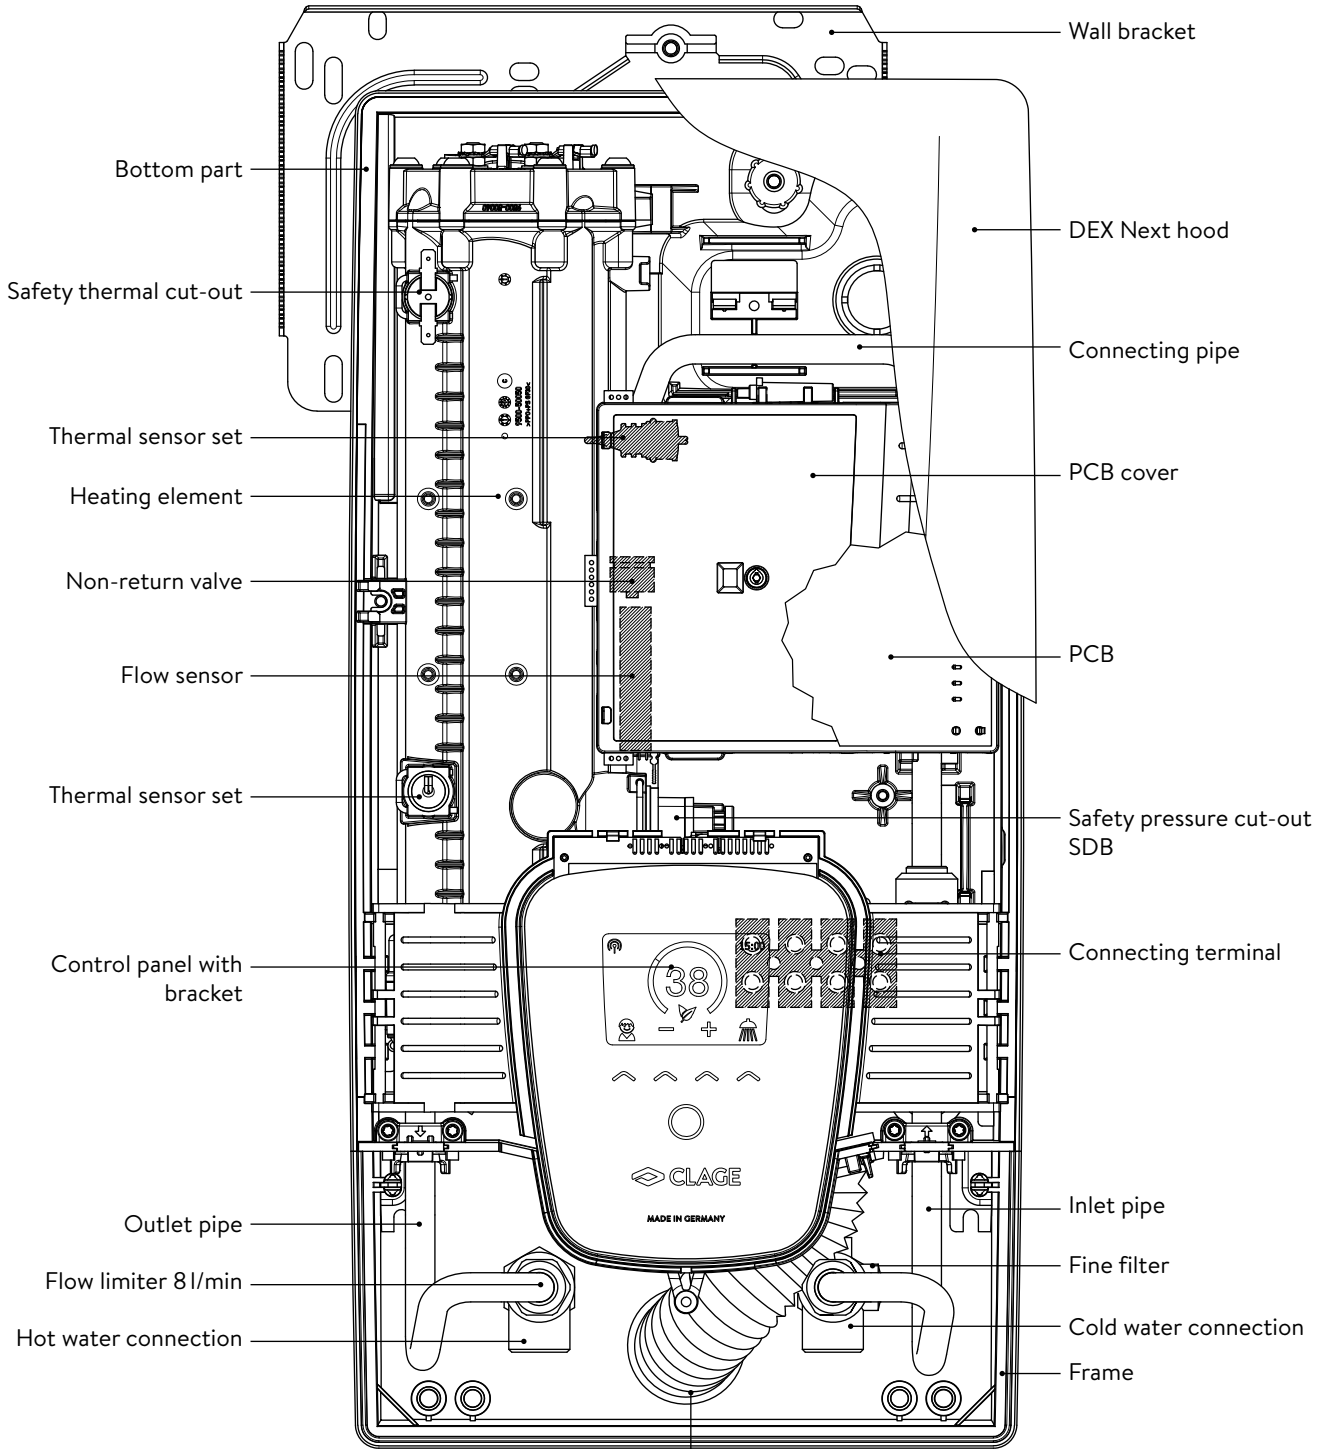 Wall bracket
Bottom part
DEX Next hood
Safety thermal cut-out
Connecting pipe
Thermal sensor set
PCB cover
Heating element
Non-return valve
PCB
Flow sensor
Thermal sensor set
Safety pressure cut-out
SDB
15:00
38
Connecting terminal
Control panel with
bracket
CLAGE
MADE IN GERMANY
Inlet pipe
Outlet pipe
Fine filter
Flow limiter 8 l/min
Cold water connection
Hot water connection
Frame